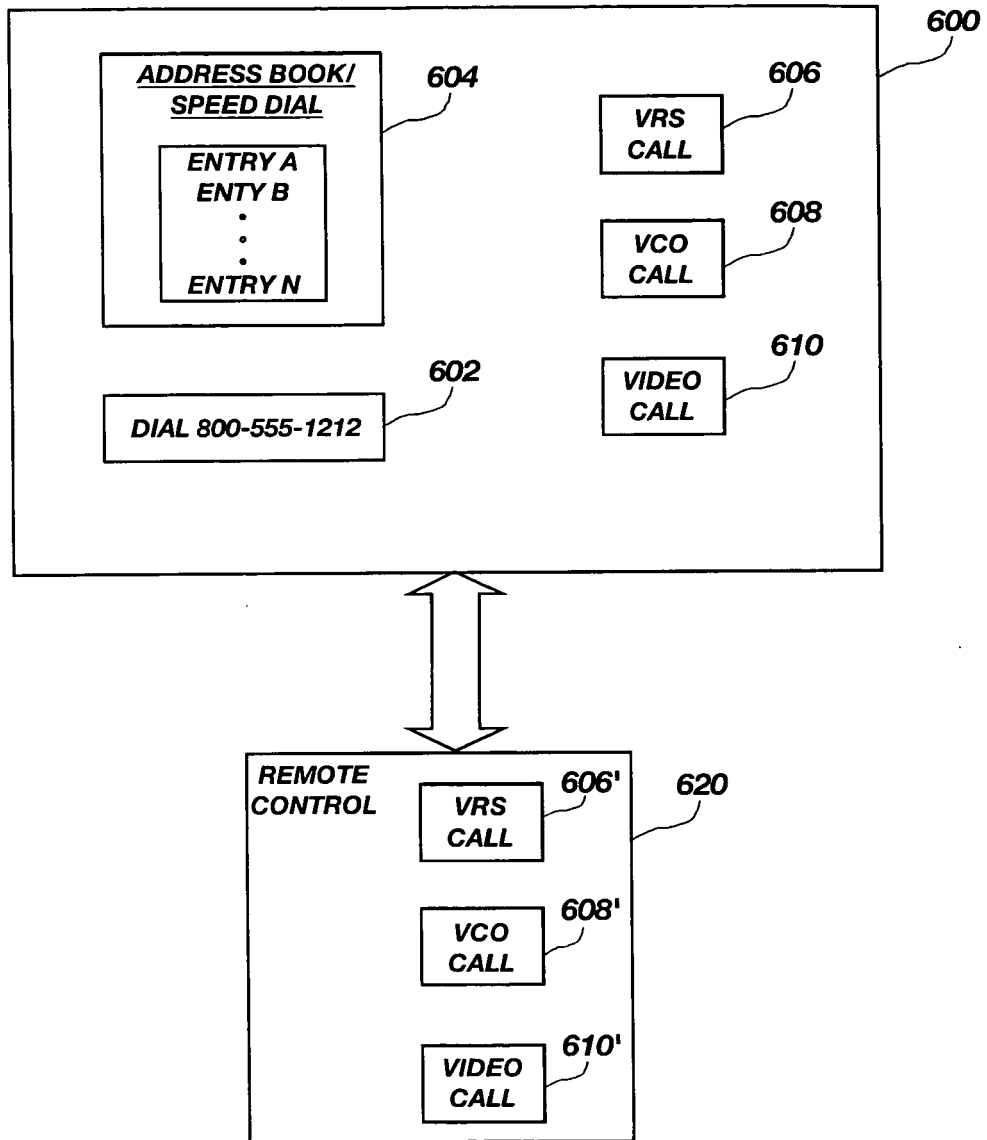 600
ADDRESS BOOK/
SPEED DIAL
604
ENTRY A
ENTY B
ENTRY N
606
VRS
CALL
608
VCO
CALL
602
DIAL 800-555-1212
610
VIDEO
CALL
REMOTE
CONTROL
620
606'
VRS
CALL
608'
VCO
CALL
610'
VIDEO
CALL